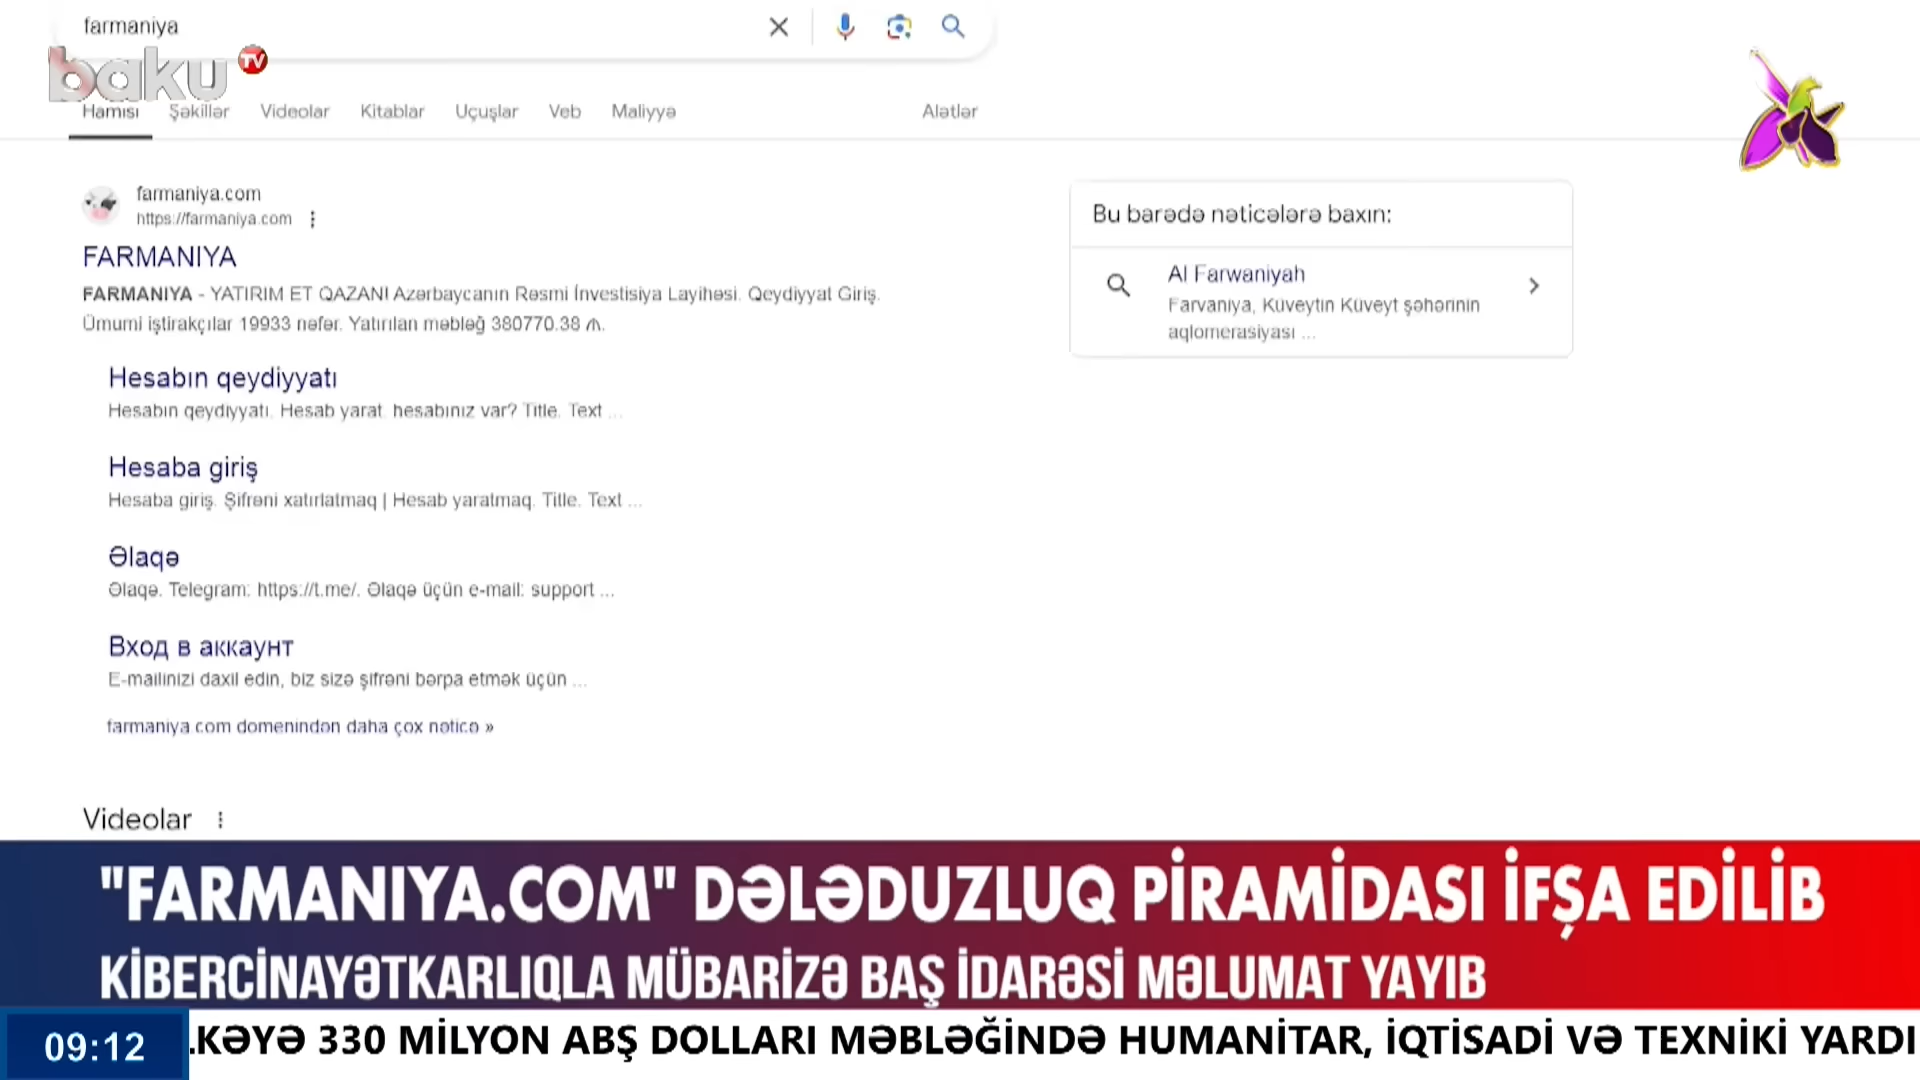 farmaniya
baku TV
Hamısı Şəkillər Videolar Kitablar Uçuşlar Veb Maliyyə Alətlər
farmaniya.com
https://farmaniya.com
FARMANIYA
FARMANIYA - YATIRIM ET QAZAN! Azərbaycanın Rəsmi İnvestisiya Layihəsi. Qeydiyyat Giriş.
Ümumi iştirakçılar 19933 nəfər. Yatırılan məbləğ 380770.38 ₼.
Hesabın qeydiyyatı
Hesabın qeydiyyatı. Hesab yarat. hesabınız var? Title. Text ...
Hesaba giriş
Hesaba giriş. Şifrəni xatırlatmaq | Hesab yaratmaq. Title. Text ...
Əlaqə
Əlaqə. Telegram: https://t.me/. Əlaqə üçün e-mail: support ...
Вход в аккаунт
E-mailinizi daxil edin, biz sizə şifrəni bərpa etmək üçün ...
farmaniya.com domenindən daha çox nəticə »
Videolar
Bu barədə nəticələrə baxın:
Al Farwaniyah
Farvaniya, Küveytin Küveyt şəhərinin
aqlomerasiyası ...
"FARMANIYA.COM" DƏLƏDUZLUQ PİRAMİDASI İFŞA EDİLİB
KİBERCİNAYƏTKARLIQLA MÜBARİZƏ BAŞ İDARƏSİ MƏLUMAT YAYIB
09:12 .KƏYƏ 330 MİLYON ABŞ DOLLARI MƏBLƏĞİNDƏ HUMANİTAR, İQTİSADİ VƏ TEXNİKİ YARDI